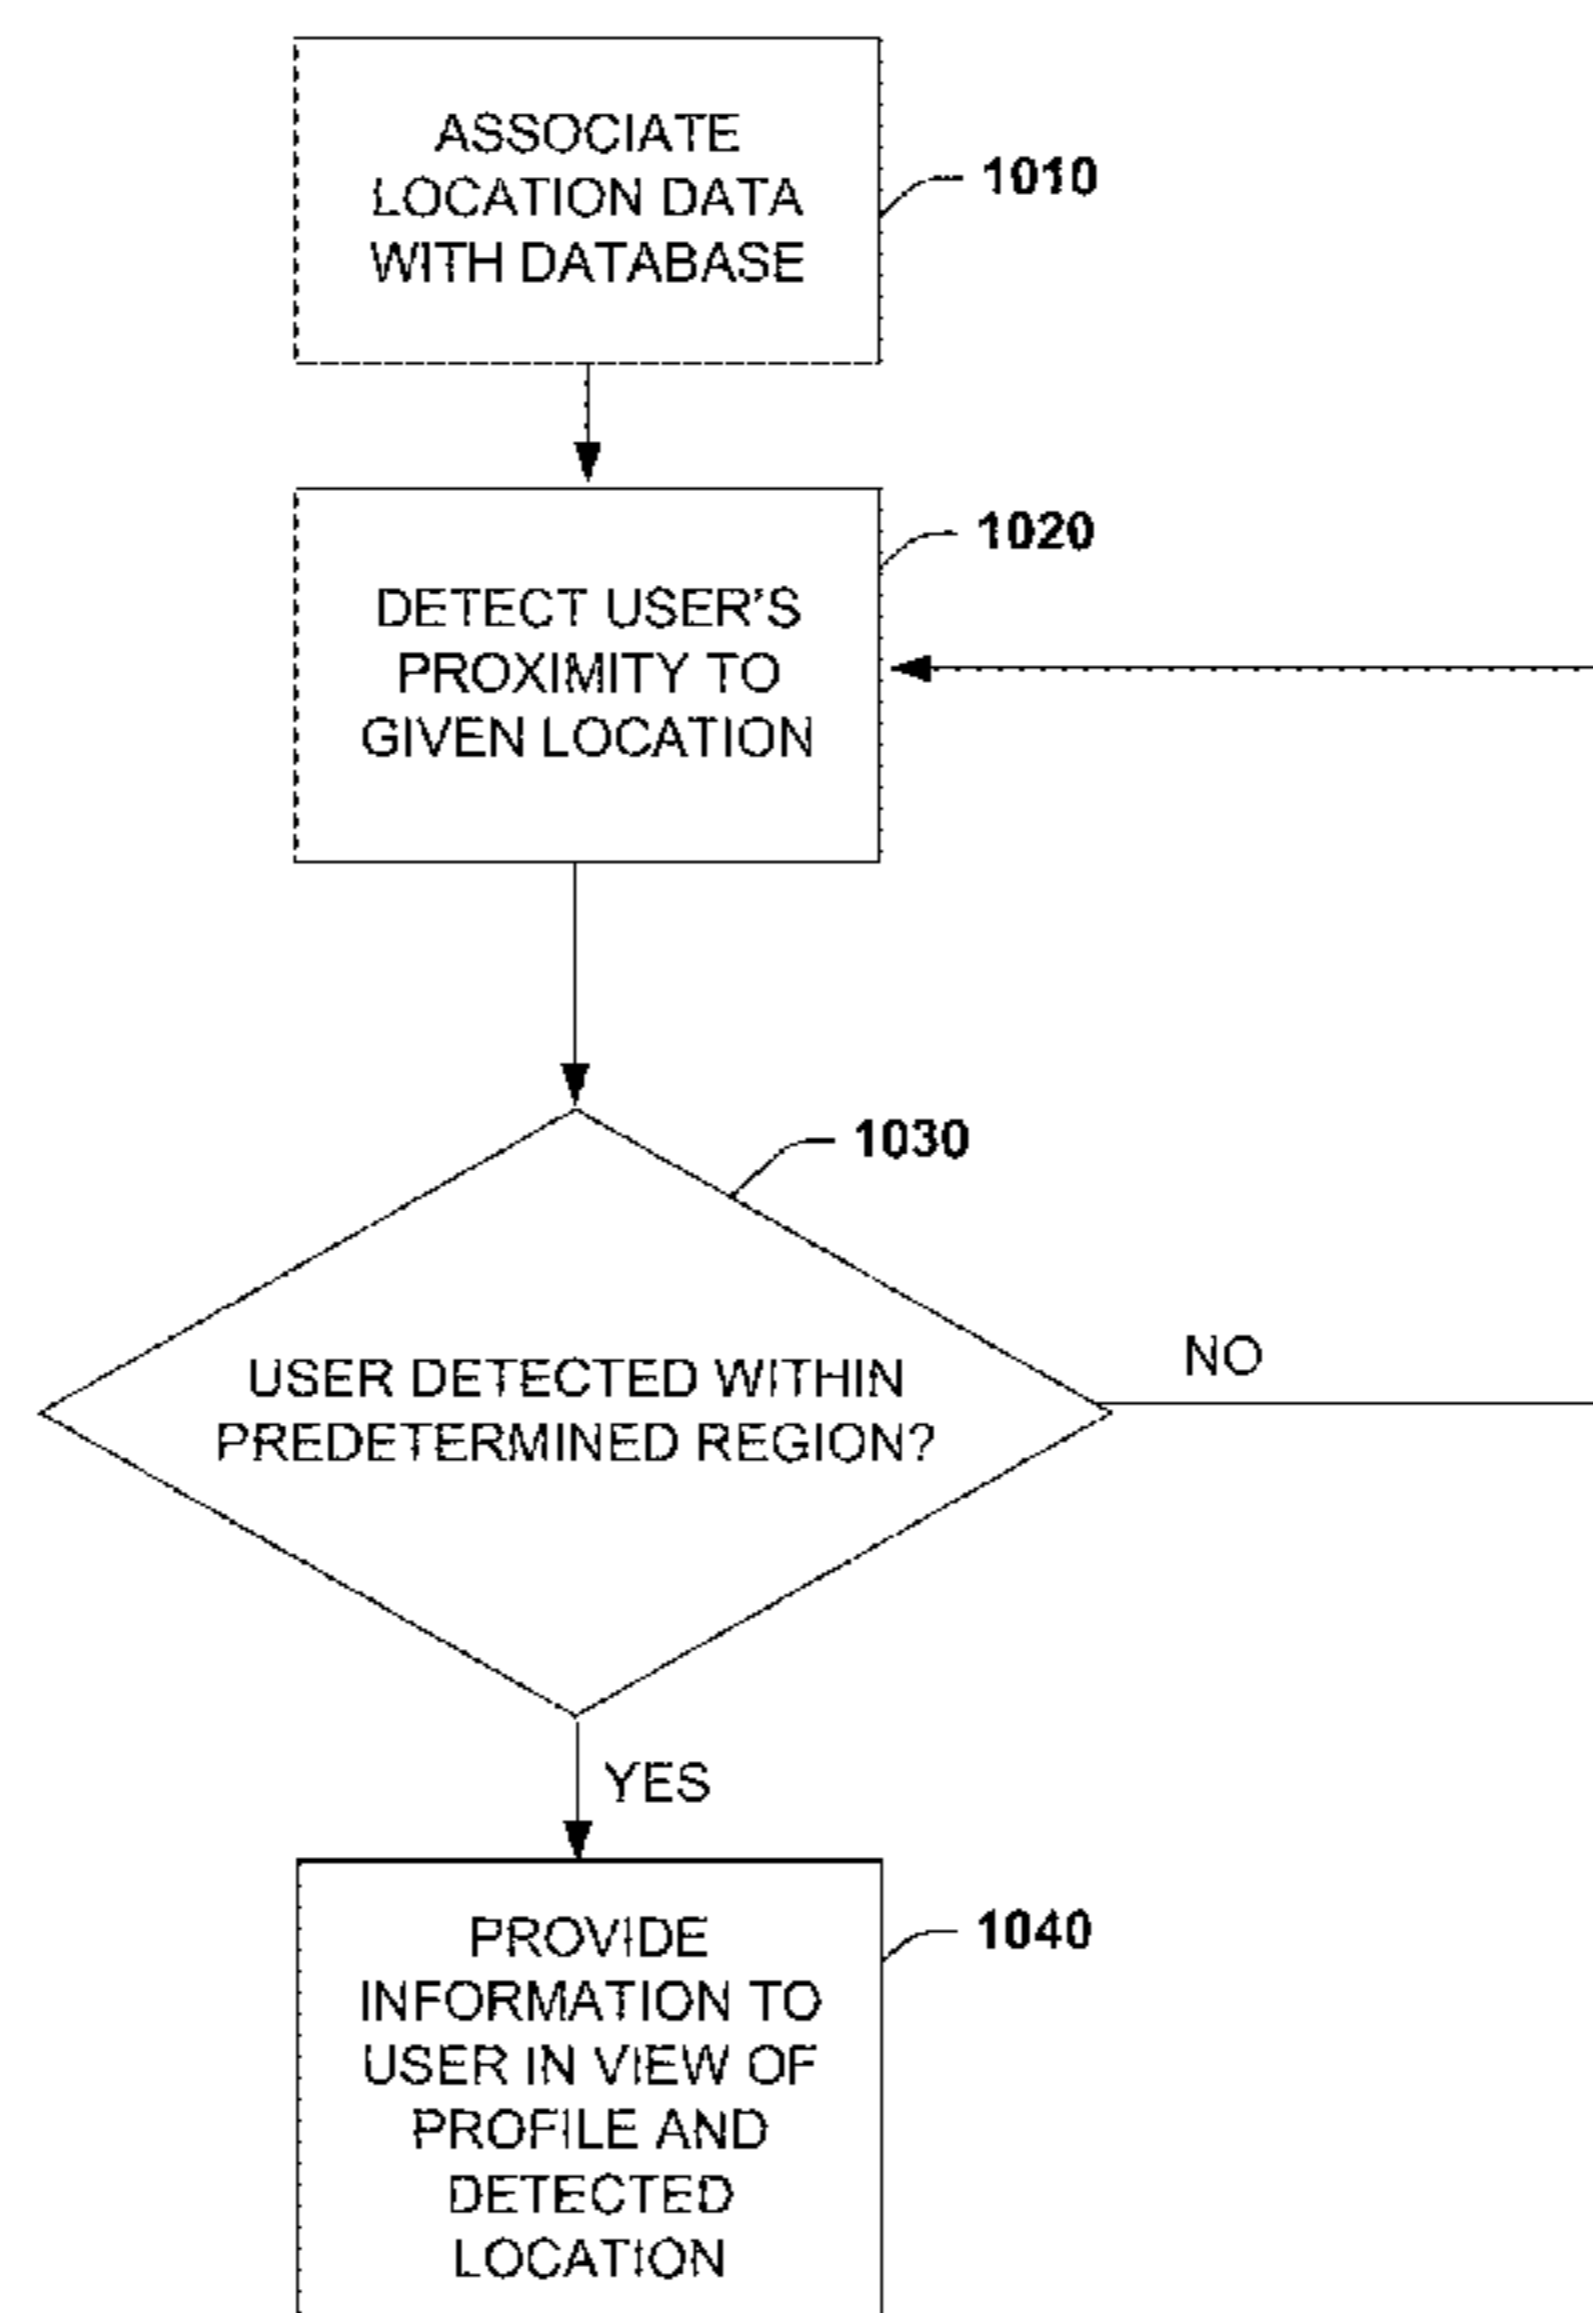 ASSOCIATE
LOCATION DATA
WITH DATABASE
1010
DETECT USER'S
PROXIMITY TO
GIVEN LOCATION
1020
USER DETECTED WITHIN
PREDETERMINED REGION?
1030
NO
YES
PROVIDE
INFORMATION TO
USER IN VIEW OF
PROFILE AND
DETECTED
LOCATION
1040